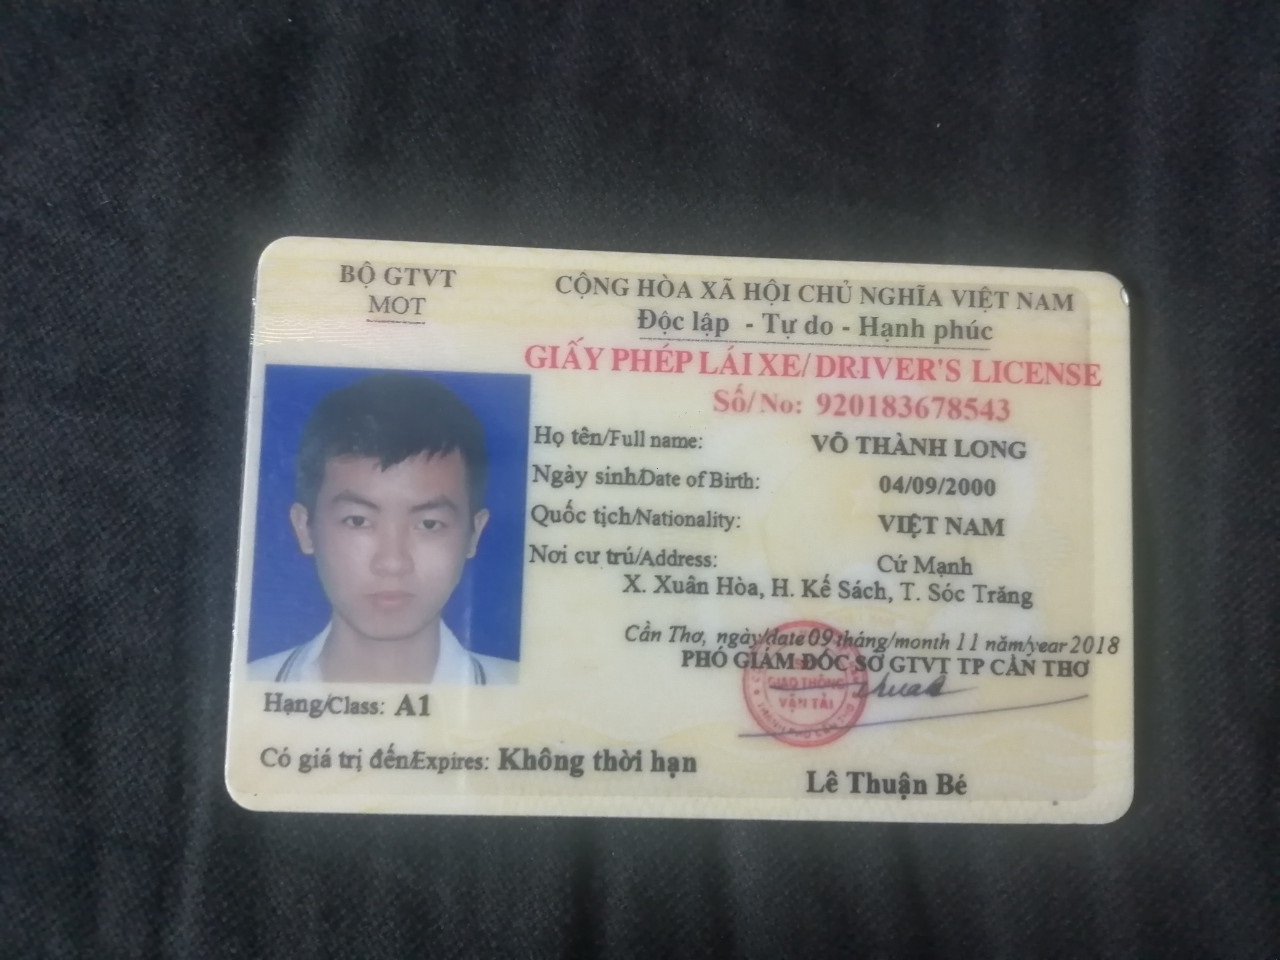 BỘ GTVT
MOT
CỘNG HÒA XÃ HỘI CHỦ NGHĨA VIỆT NAM
Độc lập - Tự do - Hạnh phúc
GIẤY PHÉP LÁI XE/ DRIVER'S LICENSE
Số/ No: 920183678543
Họ tên/Full name: VÕ THÀNH LONG
Ngày sinh/Date of Birth: 04/09/2000
Quốc tịch/Nationality: VIỆT NAM
Nơi cư trú/Address: Cứ Mạnh
X. Xuân Hòa, H. Kế Sách, T. Sóc Trăng
Cần Thơ, ngày/date 09 tháng/month 11 năm/year 2018
PHÓ GIÁM ĐỐC SỞ GTVT TP CẦN THƠ
GIAO THÔNG
VẬN TẢI
THÀNH PHỐ CẦN THƠ
Hạng/Class: A1
Có giá trị đến/Expires: Không thời hạn
Lê Thuận Bé